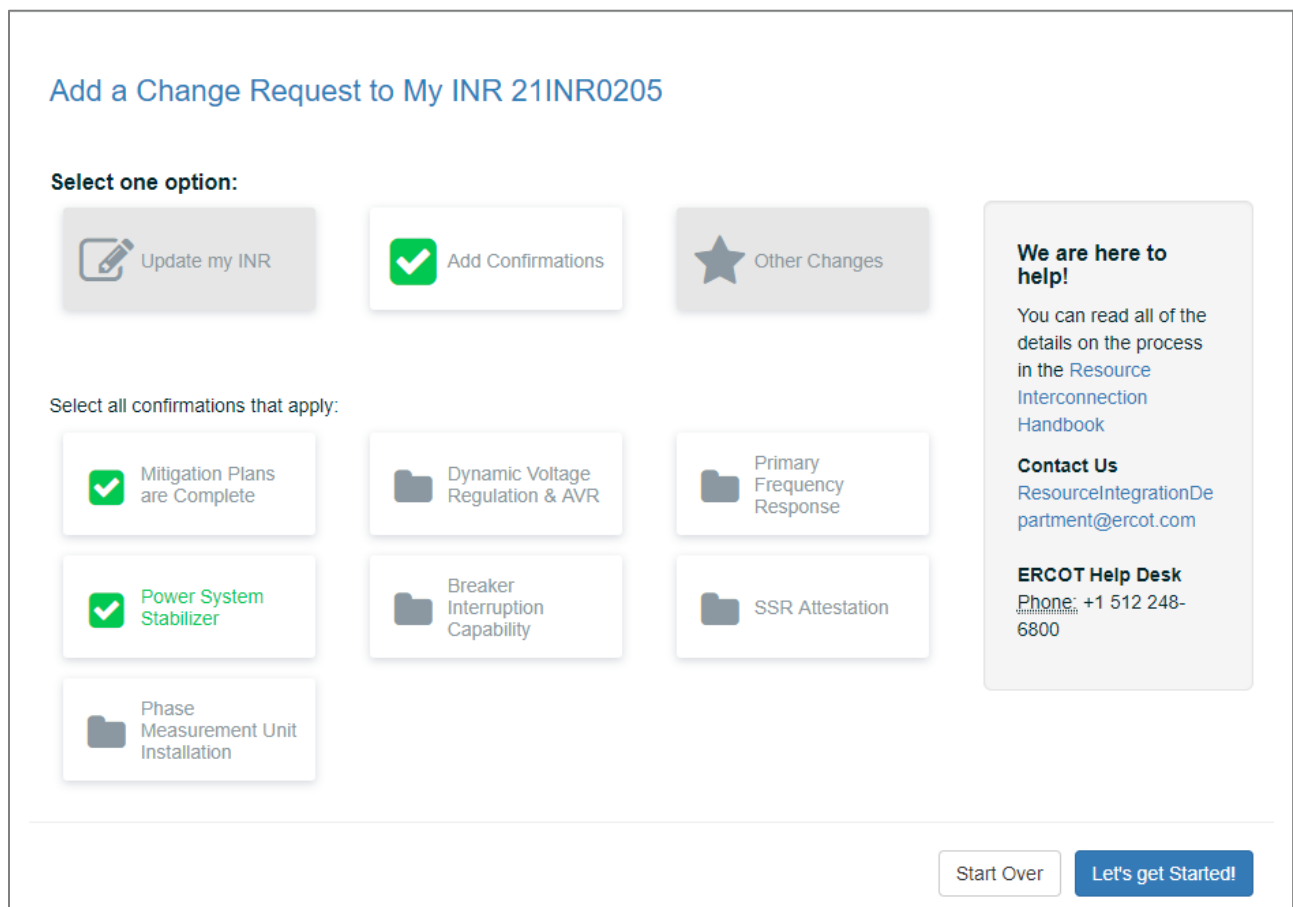 Add a Change Request to My INR 21INR0205
Select one option:
Update my INR
Add Confirmations
Other Changes
Select all confirmations that apply:
Mitigation Plans
are Complete
Dynamic Voltage
Regulation & AVR
Primary
Frequency
Response
Power System
Stabilizer
Breaker
Interruption
Capability
SSR Attestation
Phase
Measurement Unit
Installation
We are here to
help!
You can read all of the
details on the process
in the Resource
Interconnection
Handbook
Contact Us
ResourceIntegrationDe
partment@ercot.com
ERCOT Help Desk
Phone: +1 512 248-
6800
Start Over
Let's get Started!